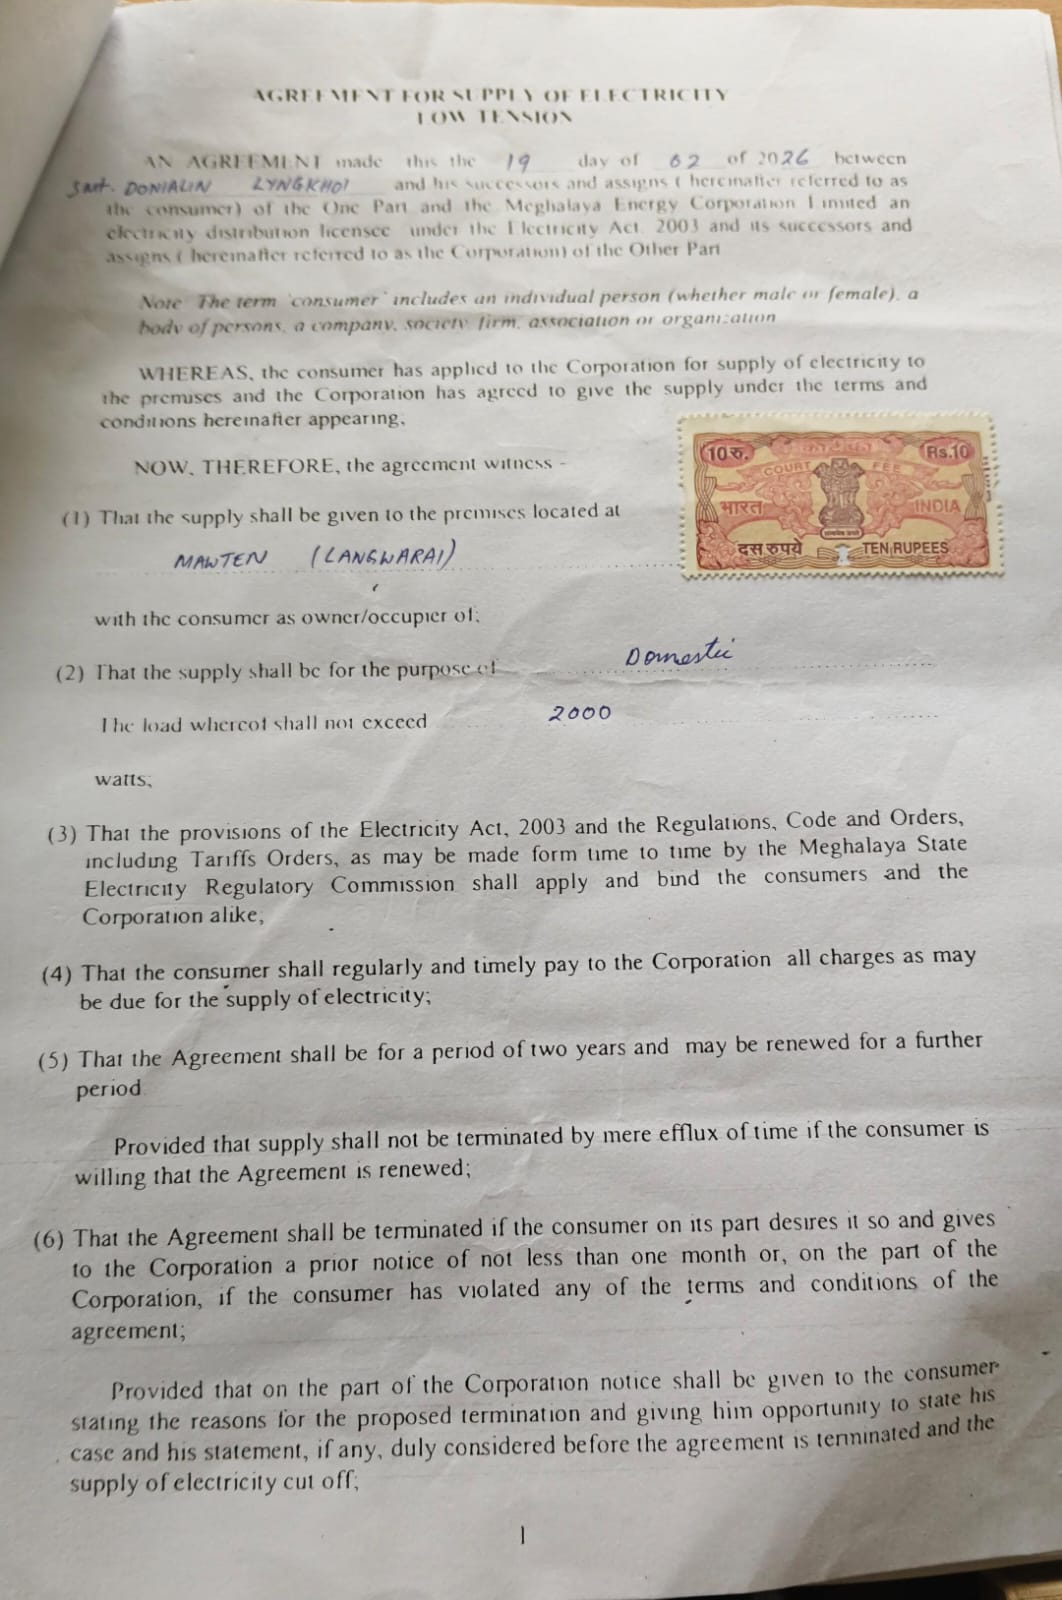 AGREEMENT FOR SUPPLY OF ELECTRICITY
LOW TENSION
AN AGREEMENT made this the 19 day of 02 of 2026 between
Smt. DONIALIN LYNGKHOI and his successors and assigns ( hereinafter referred to as
the consumer) of the One Part and the Meghalaya Energy Corporation Limited an
electricity distribution licensee under the Electricity Act, 2003 and its successors and
assigns ( hereinafter referred to as the Corporation) of the Other Part
Note The term 'consumer' includes an individual person (whether male or female), a
body of persons, a company, society firm, association or organization
WHEREAS, the consumer has applied to the Corporation for supply of electricity to
the premises and the Corporation has agreed to give the supply under the terms and
conditions hereinafter appearing,
NOW, THEREFORE, the agreement witness -
10रु. कोर्ट फीस Rs.10
COURT FEE
भारत INDIA
सत्यमेव जयते
दस रुपये TEN RUPEES
(1) That the supply shall be given to the premises located at
MAWTEN (LANGWARAI)
with the consumer as owner/occupier of;
(2) That the supply shall be for the purpose of Domestic
The load whereof shall not exceed 2000
watts;
(3) That the provisions of the Electricity Act, 2003 and the Regulations, Code and Orders,
including Tariffs Orders, as may be made form time to time by the Meghalaya State
Electricity Regulatory Commission shall apply and bind the consumers and the
Corporation alike;
(4) That the consumer shall regularly and timely pay to the Corporation all charges as may
be due for the supply of electricity;
(5) That the Agreement shall be for a period of two years and may be renewed for a further
period
Provided that supply shall not be terminated by mere efflux of time if the consumer is
willing that the Agreement is renewed;
(6) That the Agreement shall be terminated if the consumer on its part desires it so and gives
to the Corporation a prior notice of not less than one month or, on the part of the
Corporation, if the consumer has violated any of the terms and conditions of the
agreement;
Provided that on the part of the Corporation notice shall be given to the consumer
stating the reasons for the proposed termination and giving him opportunity to state his
case and his statement, if any, duly considered before the agreement is terminated and the
supply of electricity cut off;
1